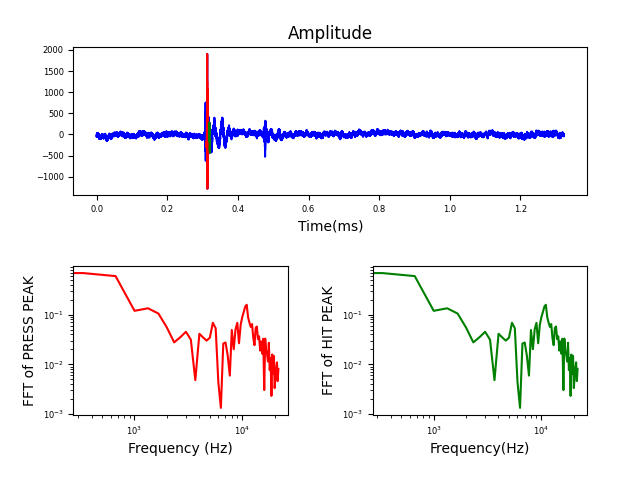 Amplitude
2000
1500
1000
500
0
−500
−1000
0.0 0.2 0.4 0.6 0.8 1.0 1.2
Time(ms)
FFT of PRESS PEAK
10⁻¹
10⁻²
10⁻³
10³ 10⁴
Frequency (Hz)
FFT of HIT PEAK
10⁻¹
10⁻²
10⁻³
10³ 10⁴
Frequency(Hz)